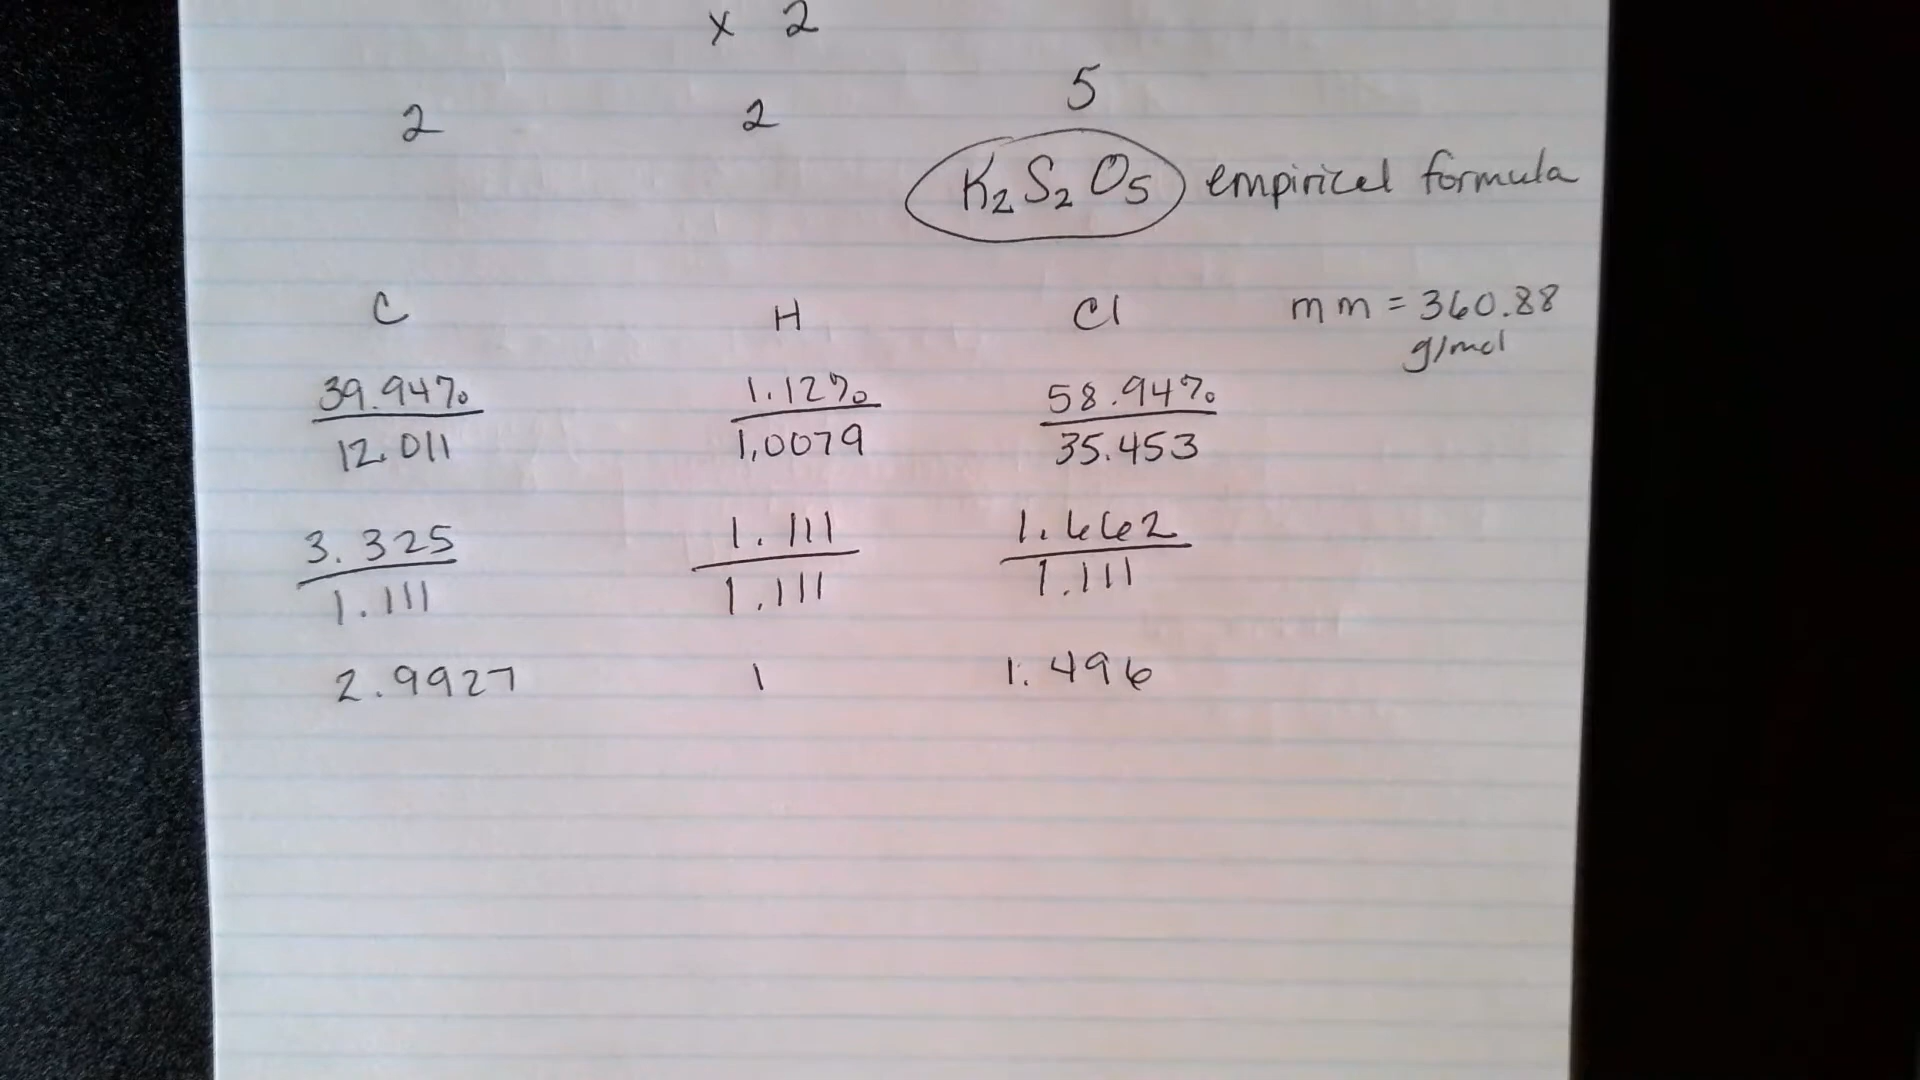 x 2
2 2 5
K₂S₂O₅ empirical formula
C H Cl mm = 360.88
g/mol
39.94% 1.12% 58.94%
12.011 1.0079 35.453
3.325 1.111 1.662
1.111 1.111 1.111
2.9927 1 1.496